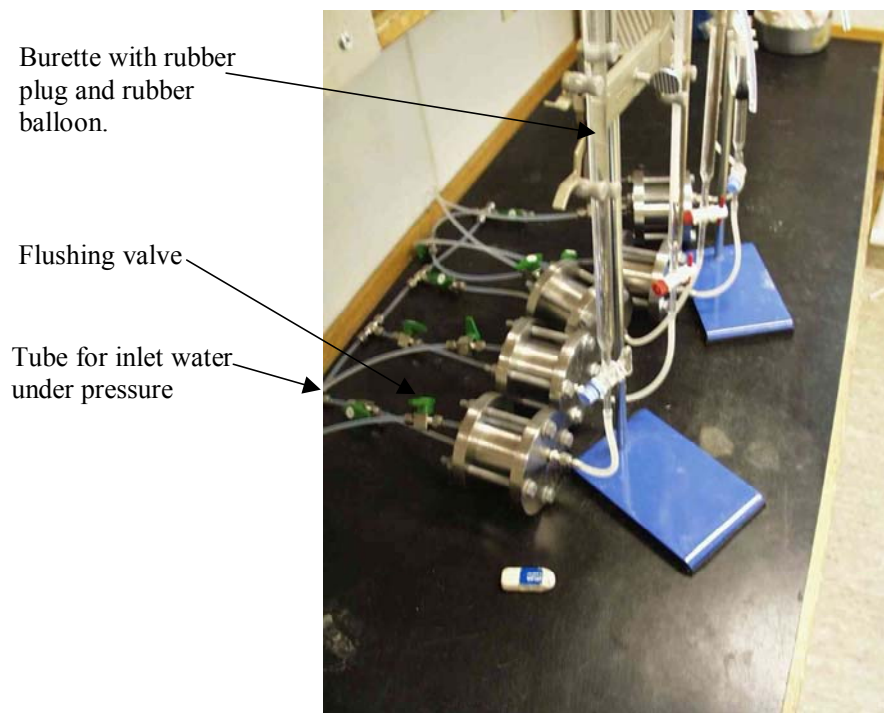 Burette with rubber
plug and rubber
balloon.
Flushing valve
Tube for inlet water
under pressure